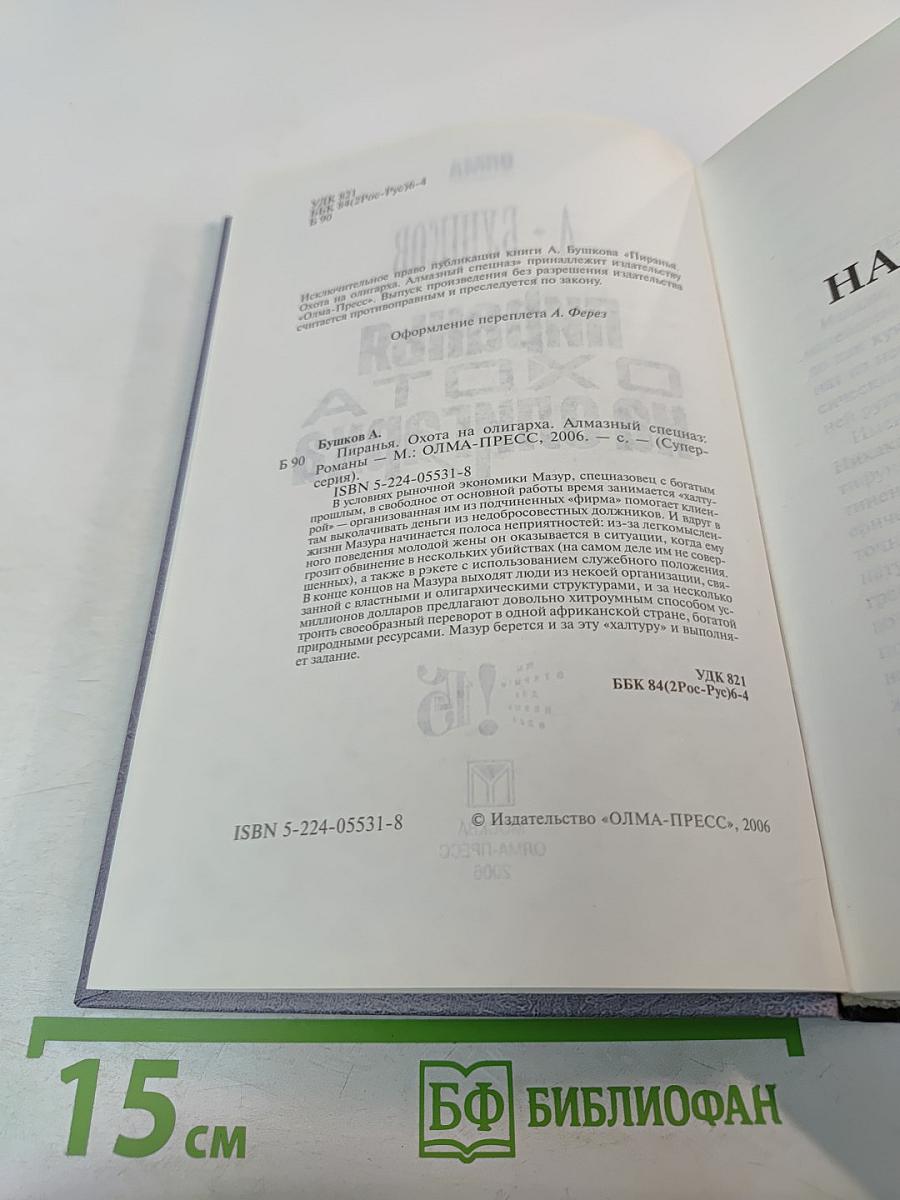 УДК 821
ББК 84(2Рос-Рус)6-4
Б 90
Исключительное право публикации книги А. Бушкова «Пиранья.
Охота на олигарха. Алмазный спецназ» принадлежит издательству
«Олма-Пресс». Выпуск произведения без разрешения издательства
считается противоправным и преследуется по закону.
Оформление переплета А. Ферез
Бушков А.
Б 90 Пиранья. Охота на олигарха. Алмазный спецназ:
Романы — М.: ОЛМА-ПРЕСС, 2006. — с. — (Супер-
серия).
ISBN 5-224-05531-8
В условиях рыночной экономики Мазур, спецназовец с богатым
прошлым, в свободное от основной работы время занимается «халту-
рой» — организованная им из подчиненных «фирма» помогает клиен-
там выколачивать деньги из недобросовестных должников. И вдруг в
жизни Мазура начинается полоса неприятностей: из-за легкомыслен-
ного поведения молодой жены он оказывается в ситуации, когда ему
грозит обвинение в нескольких убийствах (на самом деле им не совер-
шенных), а также в рэкете с использованием служебного положения.
В конце концов на Мазура выходят люди из некоей организации, свя-
занной с властными и олигархическими структурами, и за несколько
миллионов долларов предлагают довольно хитроумным способом ус-
троить своеобразный переворот в одной африканской стране, богатой
природными ресурсами. Мазур берется и за эту «халтуру» и выполня-
ет задание.
УДК 821
ББК 84(2Рос-Рус)6-4
ISBN 5-224-05531-8
© Издательство «ОЛМА-ПРЕСС», 2006
НА
15 см
БФ БИБЛИОФАН